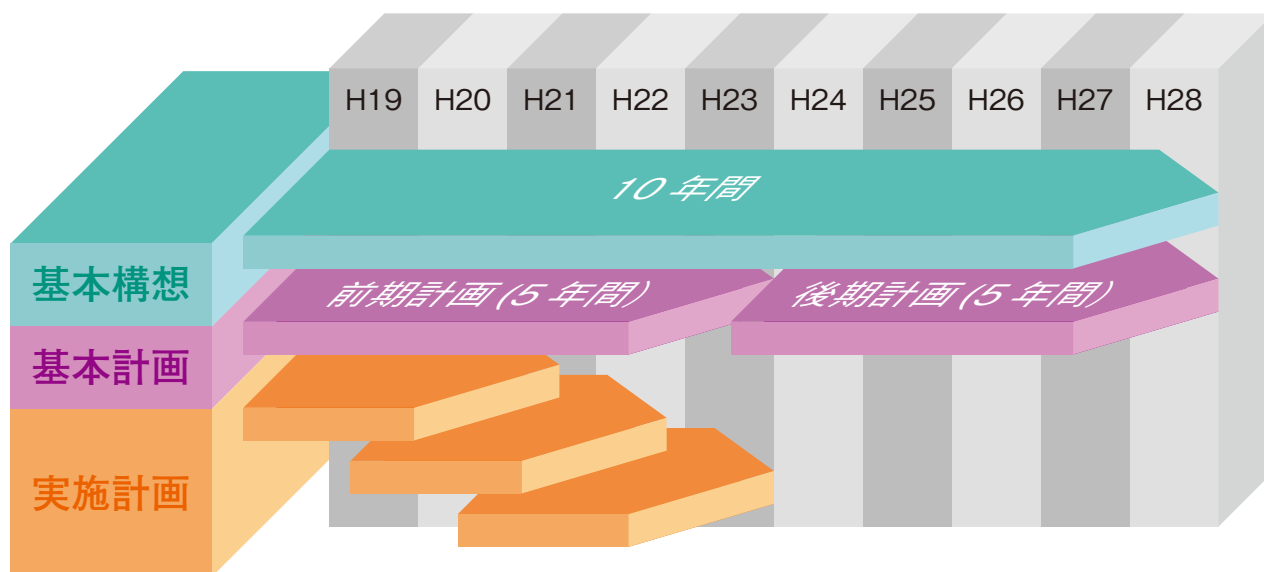 H19 H20 H21 H22 H23 H24 H25 H26 H27 H28
10年間
基本構想
前期計画(5年間)
後期計画(5年間)
基本計画
実施計画